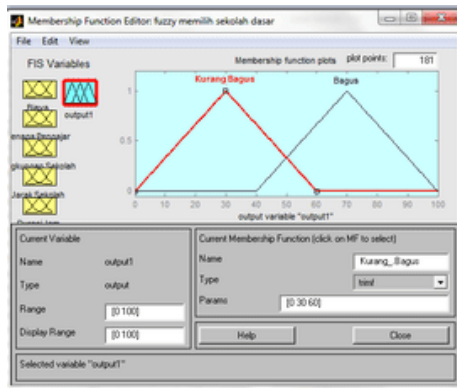 Membership Function Editor: fuzzy memilih sekolah dasar
File Edit View
FIS Variables
Membership function plots
plot points:
181
Biaya
output1
Jarak Sekolah
Kurang Bagus
Bagus
1
0.5
0
0 10 20 30 40 50 60 70 80 90 100
output variable "output1"
Current Variable
Name output1
Type output
Range [0 100]
Display Range [0 100]
Current Membership Function (click on MF to select)
Name Kurang_Bagus
Type trimf
Params [0 30 60]
Help
Close
Selected variable "output1"